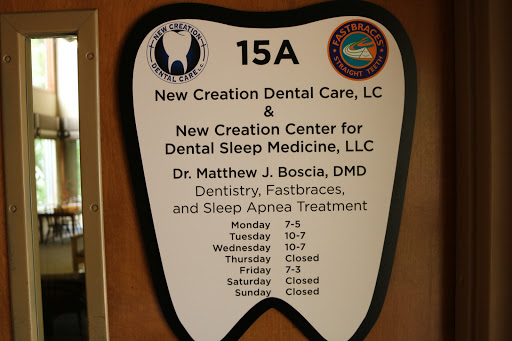 NEW CREATION
DENTAL CARE, LC
FASTBRACES
STRAIGHT TEETH
15A
New Creation Dental Care, LC
&
New Creation Center for
Dental Sleep Medicine, LLC
Dr. Matthew J. Boscia, DMD
Dentistry, Fastbraces,
and Sleep Apnea Treatment
Monday 7-5
Tuesday 10-7
Wednesday 10-7
Thursday Closed
Friday 7-3
Saturday Closed
Sunday Closed